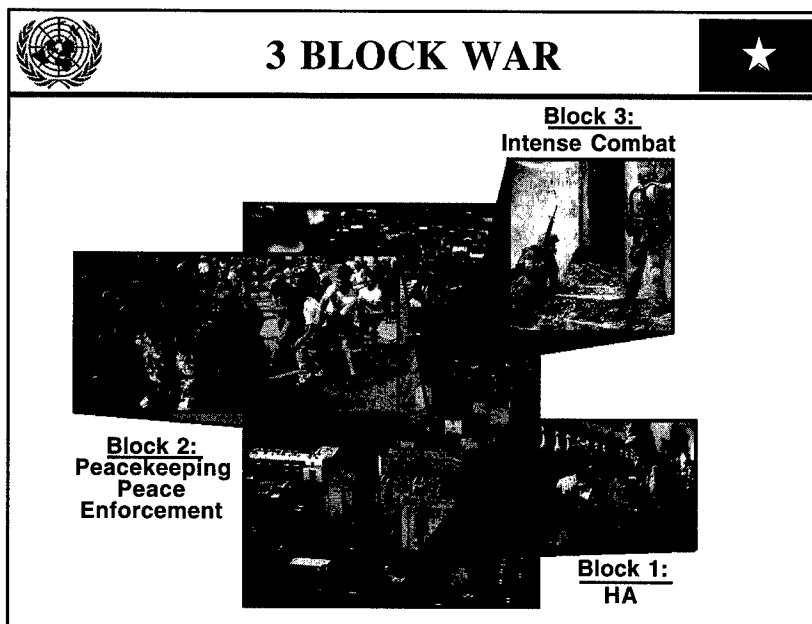 3 BLOCK WAR
Block 3:
Intense Combat
Block 2:
Peacekeeping
Peace
Enforcement
Block 1:
HA